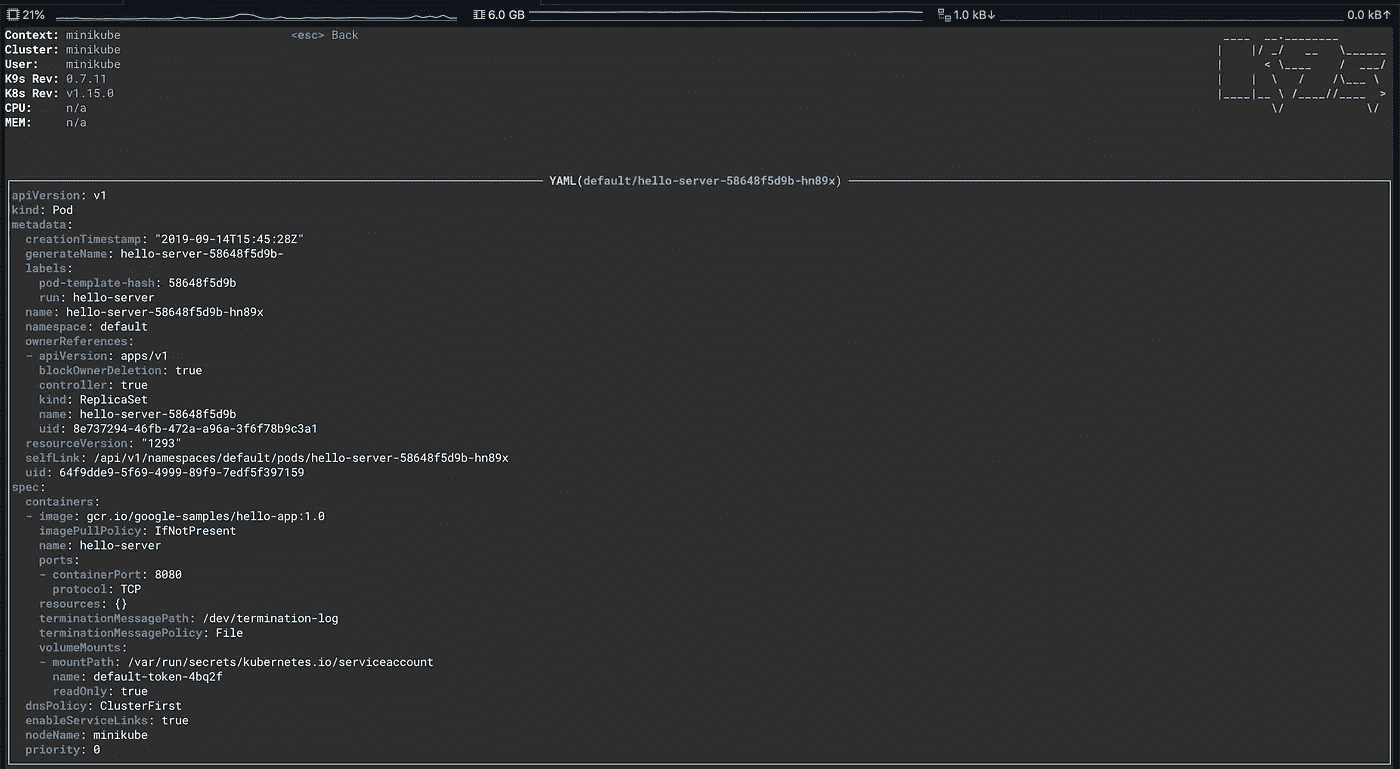 21% 6.0 GB 1.0 kB↓ 0.0 kB↑
Context: minikube <esc> Back
Cluster: minikube
User: minikube
K9s Rev: 0.7.11
K8s Rev: v1.15.0
CPU: n/a
MEM: n/a
YAML(default/hello-server-58648f5d9b-hn89x)
apiVersion: v1
kind: Pod
metadata:
  creationTimestamp: "2019-09-14T15:45:28Z"
  generateName: hello-server-58648f5d9b-
  labels:
    pod-template-hash: 58648f5d9b
    run: hello-server
  name: hello-server-58648f5d9b-hn89x
  namespace: default
  ownerReferences:
  - apiVersion: apps/v1
    blockOwnerDeletion: true
    controller: true
    kind: ReplicaSet
    name: hello-server-58648f5d9b
    uid: 8e737294-46fb-472a-a96a-3f6f78b9c3a1
  resourceVersion: "1293"
  selfLink: /api/v1/namespaces/default/pods/hello-server-58648f5d9b-hn89x
  uid: 64f9dde9-5f69-4999-89f9-7edf5f397159
spec:
  containers:
  - image: gcr.io/google-samples/hello-app:1.0
    imagePullPolicy: IfNotPresent
    name: hello-server
    ports:
    - containerPort: 8080
      protocol: TCP
    resources: {}
    terminationMessagePath: /dev/termination-log
    terminationMessagePolicy: File
    volumeMounts:
    - mountPath: /var/run/secrets/kubernetes.io/serviceaccount
      name: default-token-4bq2f
      readOnly: true
  dnsPolicy: ClusterFirst
  enableServiceLinks: true
  nodeName: minikube
  priority: 0